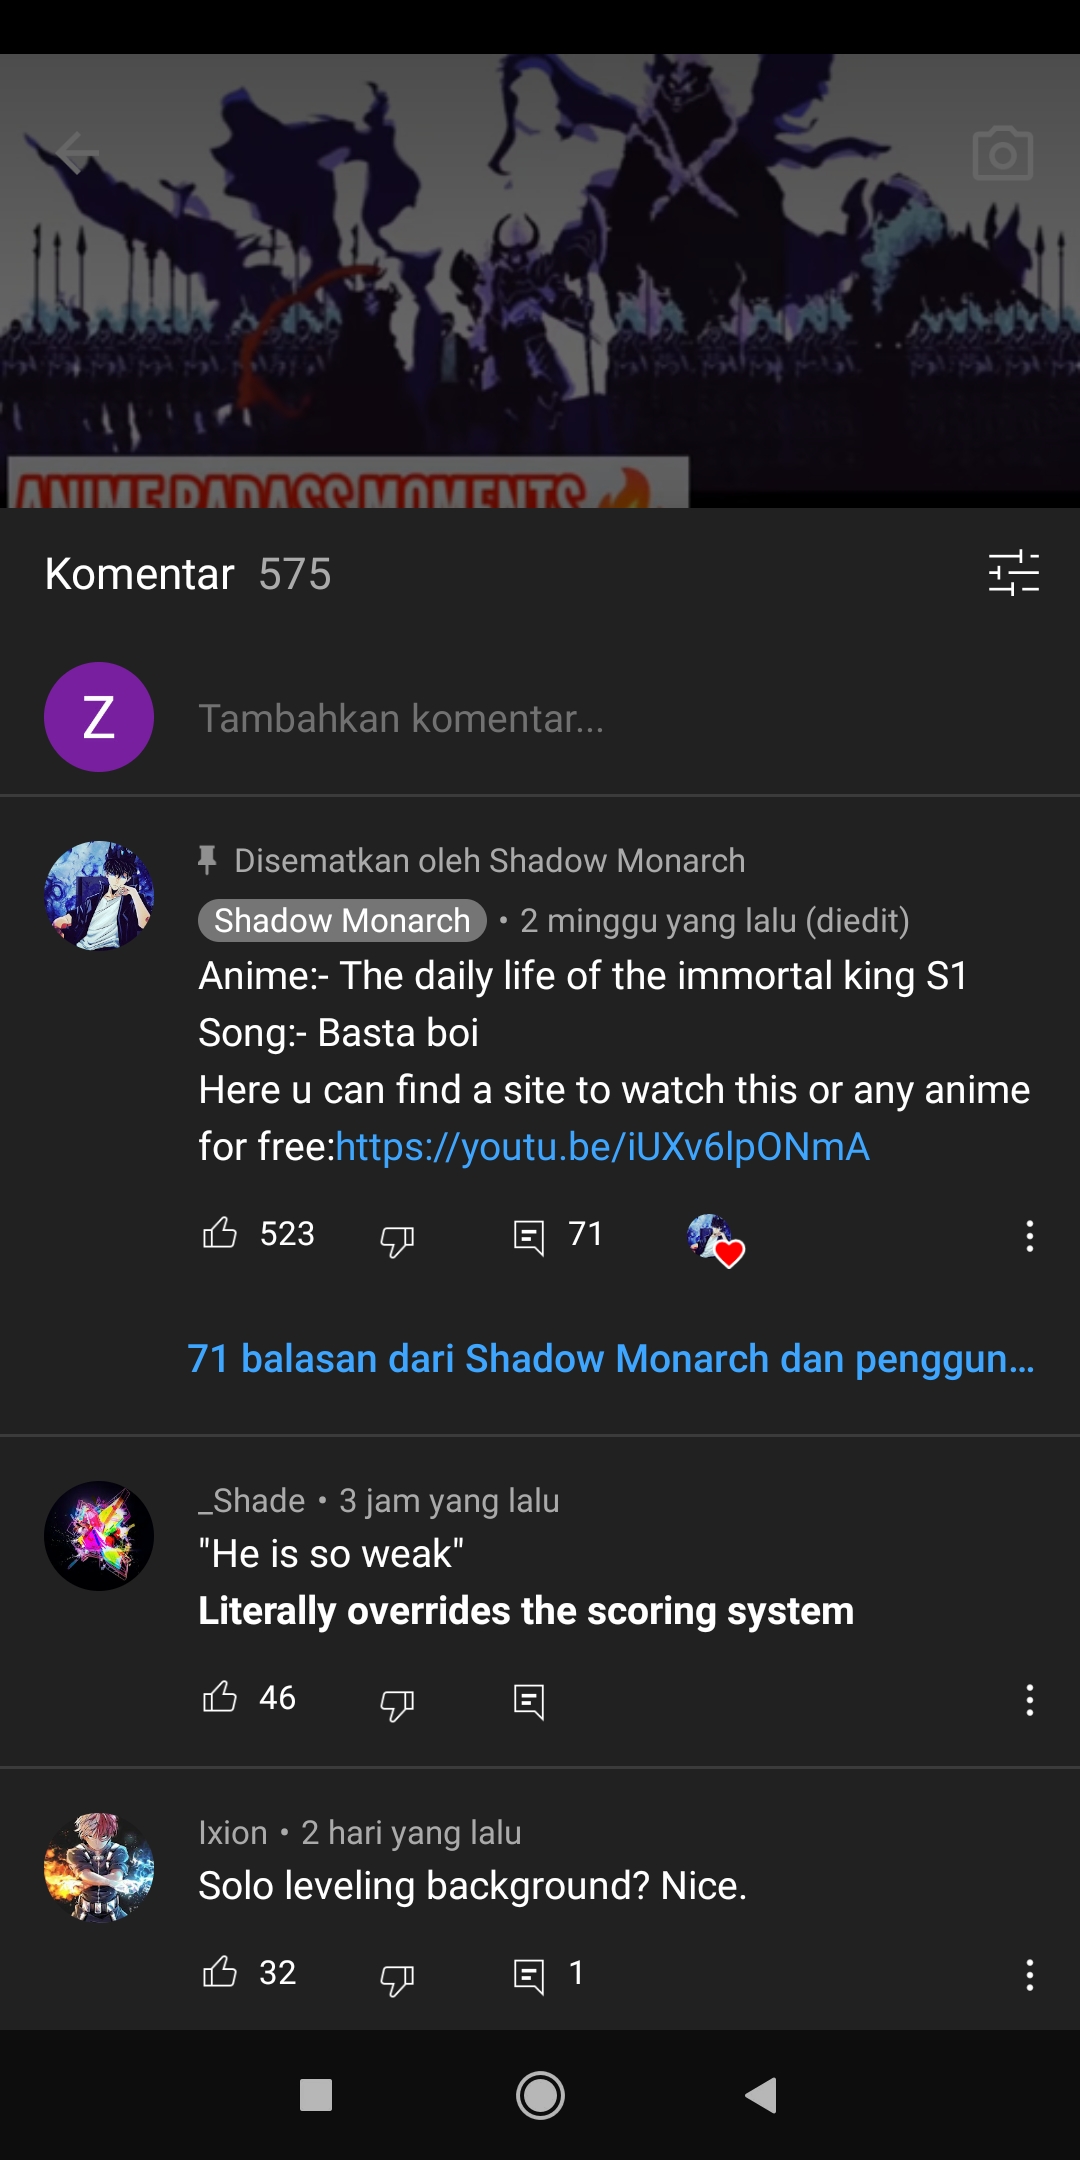 ANIME BADASS MOMENTS
Komentar 575
Z
Tambahkan komentar...
Disematkan oleh Shadow Monarch
Shadow Monarch • 2 minggu yang lalu (diedit)
Anime:- The daily life of the immortal king S1
Song:- Basta boi
Here u can find a site to watch this or any anime
for free:https://youtu.be/iUXv6lpONmA
523
71
71 balasan dari Shadow Monarch dan penggun...
_Shade • 3 jam yang lalu
"He is so weak"
Literally overrides the scoring system
46
Ixion • 2 hari yang lalu
Solo leveling background? Nice.
32
1